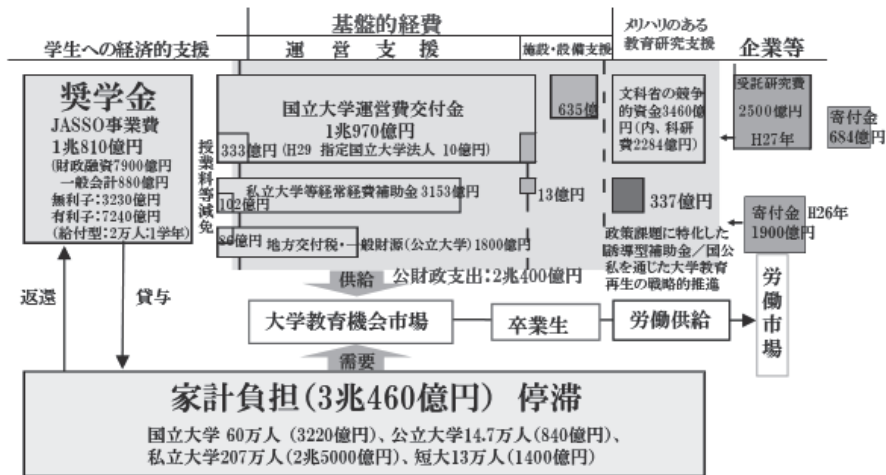 基盤的経費
メリハリのある
教育研究支援
学生への経済的支援
運営支援
施設・設備支援
企業等
奨学金
JASSO事業費
1兆810億円
(財政融資7900億円
一般会計880億円
無利子:3230億円
有利子:7240億円
(給付型:2万人:1学年)
授業料等減免
国立大学運営費交付金
1兆970億円
333億円
(H29 指定国立大学法人 10億円)
私立大学等経常経費補助金 3153億円
102億円
86億円
地方交付税・一般財源(公立大学)1800億円
635億
13億円
文科省の競争
的資金3460億
円(内、科研
費2284億円)
337億円
政策課題に特化した
誘導型補助金/国公
私を通じた大学教育
再生の戦略的推進
受託研究費
2500億円
H27年
寄付金
684億円
寄付金
1900億円
H26年
供給
公財政支出:2兆400億円
返還
貸与
大学教育機会市場
卒業生
労働供給
労働市場
需要
家計負担(3兆460億円) 停滞
国立大学 60万人 (3220億円)、公立大学14.7万人(840億円)、
私立大学207万人(2兆5000億円)、短大13万人(1400億円)